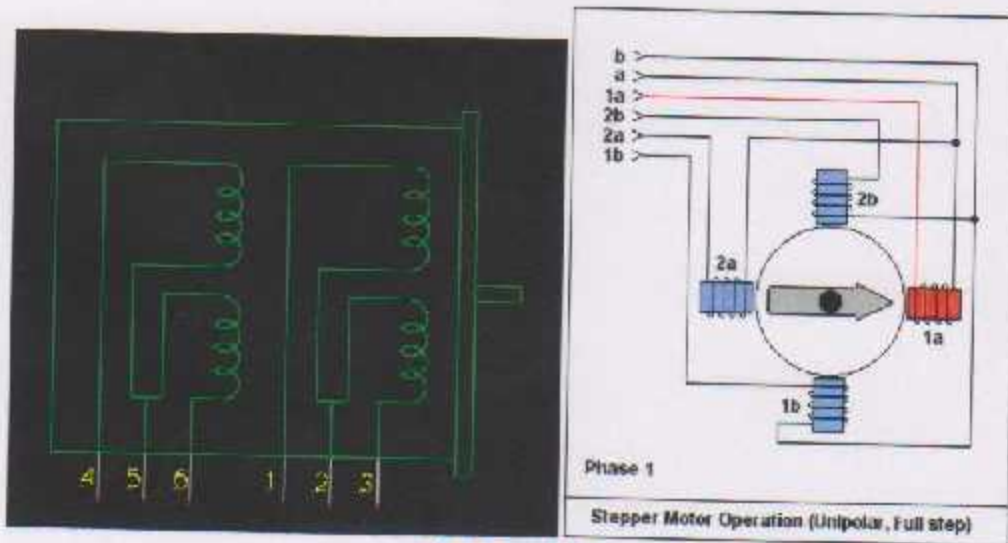 4 5 6 1 2 3
b
a
1a
2b
2a
1b
2b
2a
1a
1b
Phase 1
Stepper Motor Operation (Unipolar, Full step)